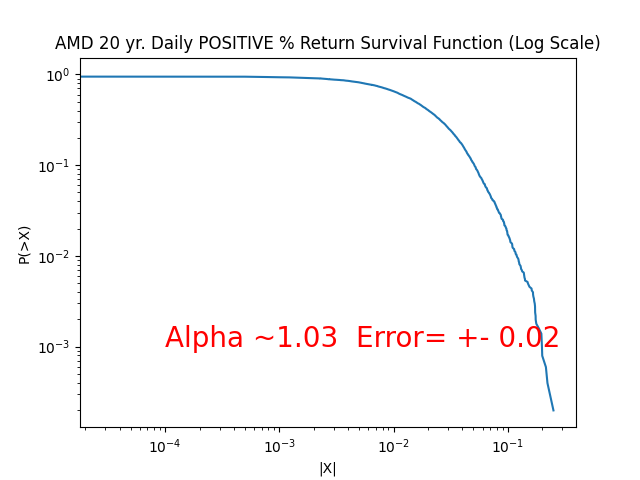 AMD 20 yr. Daily POSITIVE % Return Survival Function (Log Scale)
10⁰
10⁻¹
10⁻²
10⁻³
P(>X)
Alpha ~1.03  Error= +- 0.02
10⁻⁴
10⁻³
10⁻²
10⁻¹
|X|